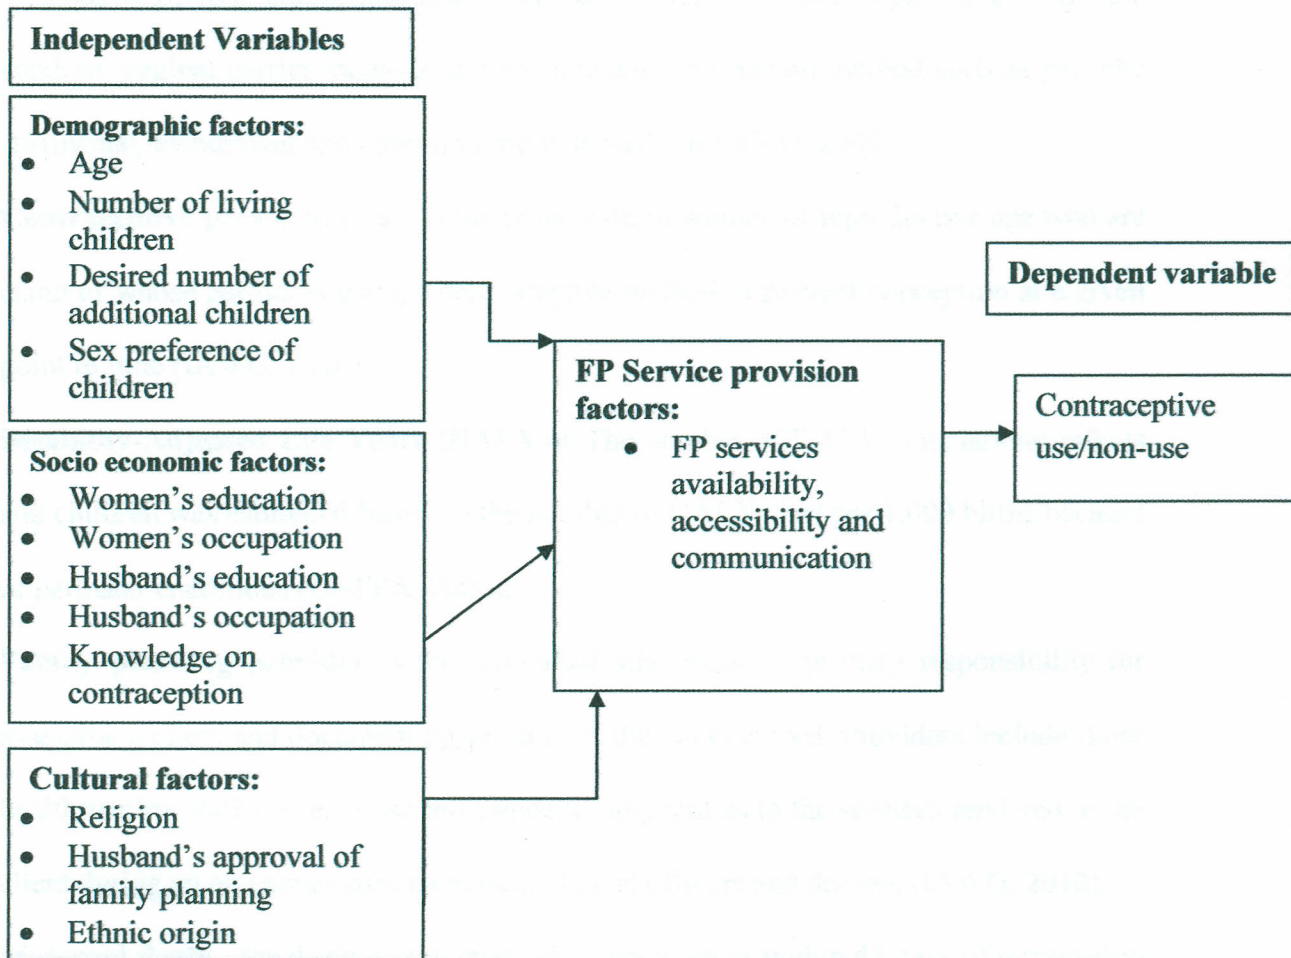 Independent Variables
Demographic factors:
• Age
• Number of living
children
• Desired number of
additional children
• Sex preference of
children
Socio economic factors:
• Women's education
• Women's occupation
• Husband's education
• Husband's occupation
• Knowledge on
contraception
Cultural factors:
• Religion
• Husband's approval of
family planning
• Ethnic origin
FP Service provision
factors:
• FP services
availability,
accessibility and
communication
Dependent variable
Contraceptive
use/non-use